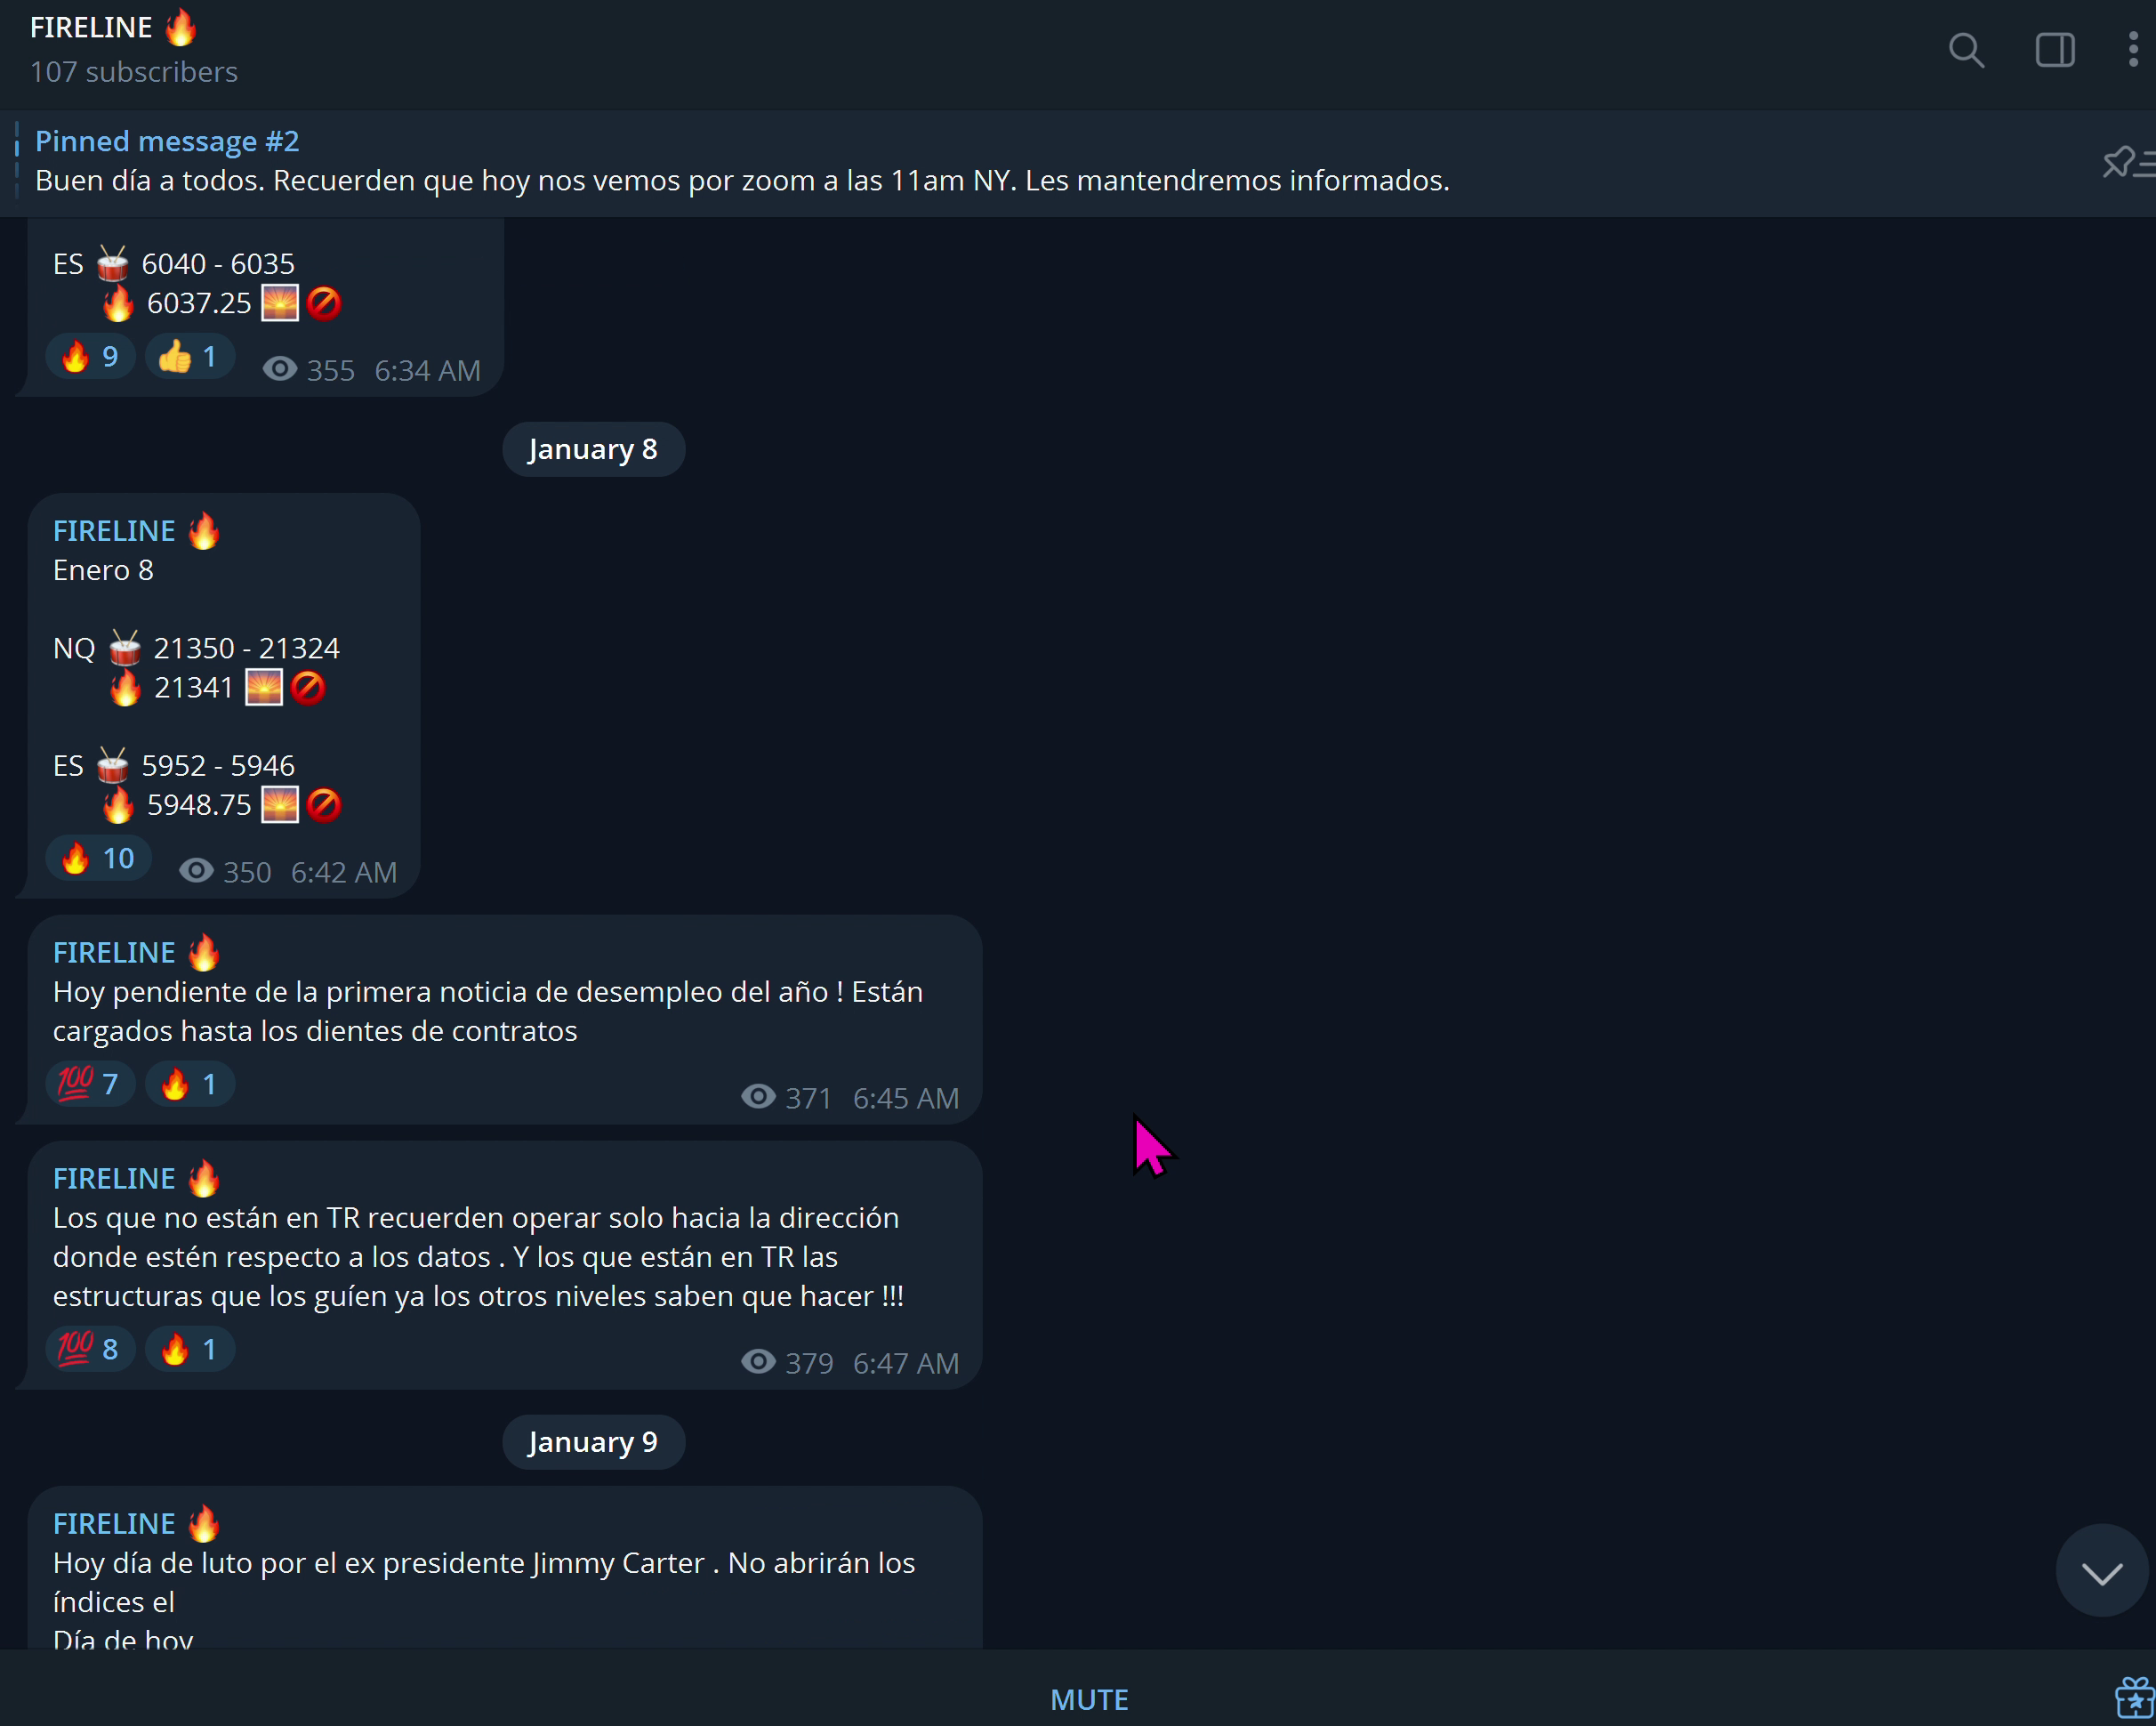 FIRELINE 🔥
107 subscribers
Pinned message #2
Buen día a todos. Recuerden que hoy nos vemos por zoom a las 11am NY. Les mantendremos informados.
ES 🥁 6040 - 6035
🔥 6037.25 🌅🚫
🔥 9 👍 1 355 6:34 AM
January 8
FIRELINE 🔥
Enero 8
NQ 🥁 21350 - 21324
🔥 21341 🌅🚫
ES 🥁 5952 - 5946
🔥 5948.75 🌅🚫
🔥 10 350 6:42 AM
FIRELINE 🔥
Hoy pendiente de la primera noticia de desempleo del año ! Están
cargados hasta los dientes de contratos
💯 7 🔥 1 371 6:45 AM
FIRELINE 🔥
Los que no están en TR recuerden operar solo hacia la dirección
donde estén respecto a los datos . Y los que están en TR las
estructuras que los guíen ya los otros niveles saben que hacer !!!
💯 8 🔥 1 379 6:47 AM
January 9
FIRELINE 🔥
Hoy día de luto por el ex presidente Jimmy Carter . No abrirán los
índices el
Día de hoy
MUTE